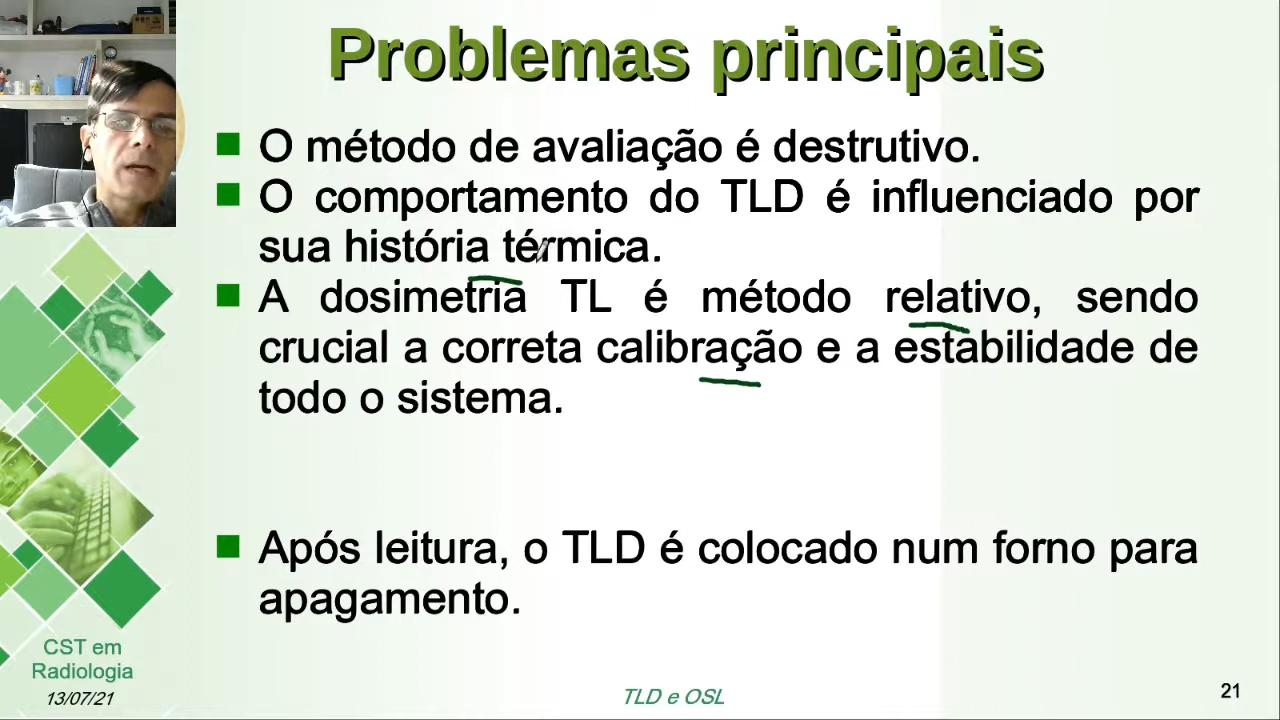 Problemas principais
O método de avaliação é destrutivo.
O comportamento do TLD é influenciado por
sua história térmica.
A dosimetria TL é método relativo, sendo
crucial a correta calibração e a estabilidade de
todo o sistema.
Após leitura, o TLD é colocado num forno para
apagamento.
CST em
Radiologia
13/07/21
TLD e OSL
21